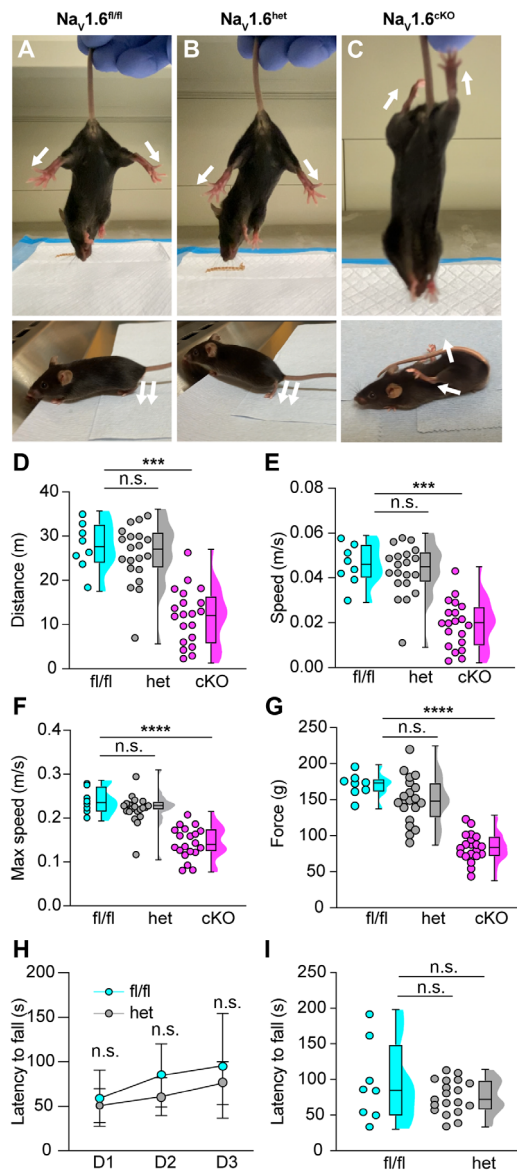 Nav1.6fl/fl Nav1.6het Nav1.6cKO
A B C
D E
*** n.s.
Distance (m)
40
30
20
10
0
fl/fl het cKO
*** n.s.
Speed (m/s)
0.08
0.06
0.04
0.02
0.00
fl/fl het cKO
F G
**** n.s.
Max speed (m/s)
0.4
0.3
0.2
0.1
0
fl/fl het cKO
**** n.s.
Force (g)
250
200
150
100
50
0
fl/fl het cKO
H I
Latency to fall (s)
200
150
100
50
0
fl/fl
het
n.s. n.s. n.s.
D1 D2 D3
Latency to fall (s)
200
150
100
50
0
n.s.
n.s.
fl/fl het